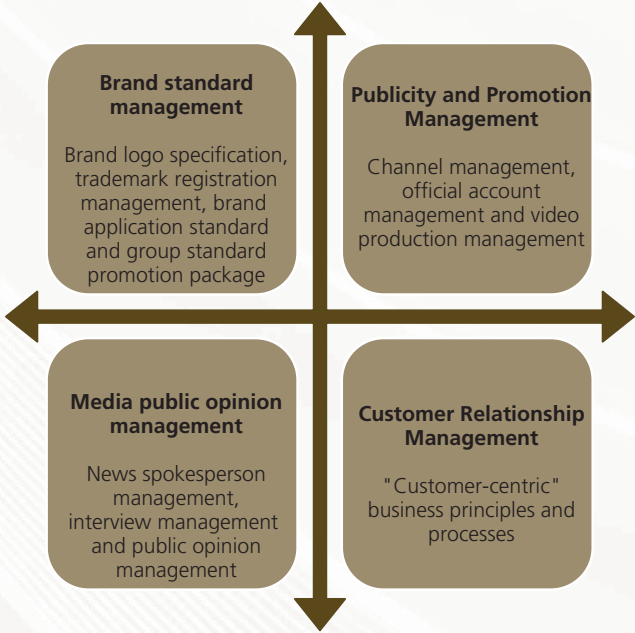 Brand standard
management
Brand logo specification,
trademark registration
management, brand
application standard
and group standard
promotion package
Publicity and Promotion
Management
Channel management,
official account
management and video
production management
Media public opinion
management
News spokesperson
management,
interview management
and public opinion
management
Customer Relationship
Management
"Customer-centric"
business principles and
processes